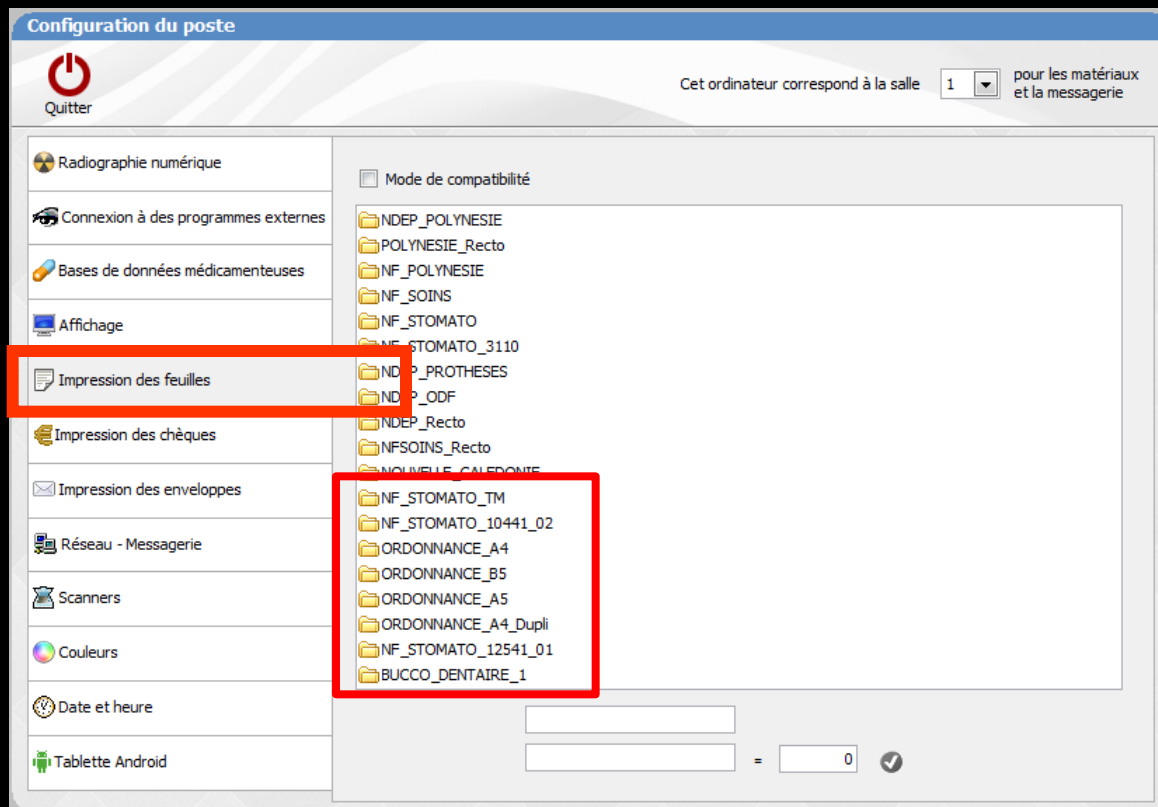 Configuration du poste
Quitter
Cet ordinateur correspond à la salle 1 pour les matériaux
et la messagerie
Radiographie numérique
Connexion à des programmes externes
Bases de données médicamenteuses
Affichage
Impression des feuilles
Impression des chèques
Impression des enveloppes
Réseau - Messagerie
Scanners
Couleurs
Date et heure
Tablette Android
Mode de compatibilité
NDEP_POLYNESIE
POLYNESIE_Recto
NF_POLYNESIE
NF_SOINS
NF_STOMATO
NF_STOMATO_3110
NDEP_PROTHESES
NDEP_ODF
NDEP_Recto
NFSOINS_Recto
NOUVELLE_CALEDONIE
NF_STOMATO_TM
NF_STOMATO_10441_02
ORDONNANCE_A4
ORDONNANCE_B5
ORDONNANCE_A5
ORDONNANCE_A4_Dupli
NF_STOMATO_12541_01
BUCCO_DENTAIRE_1
= 0